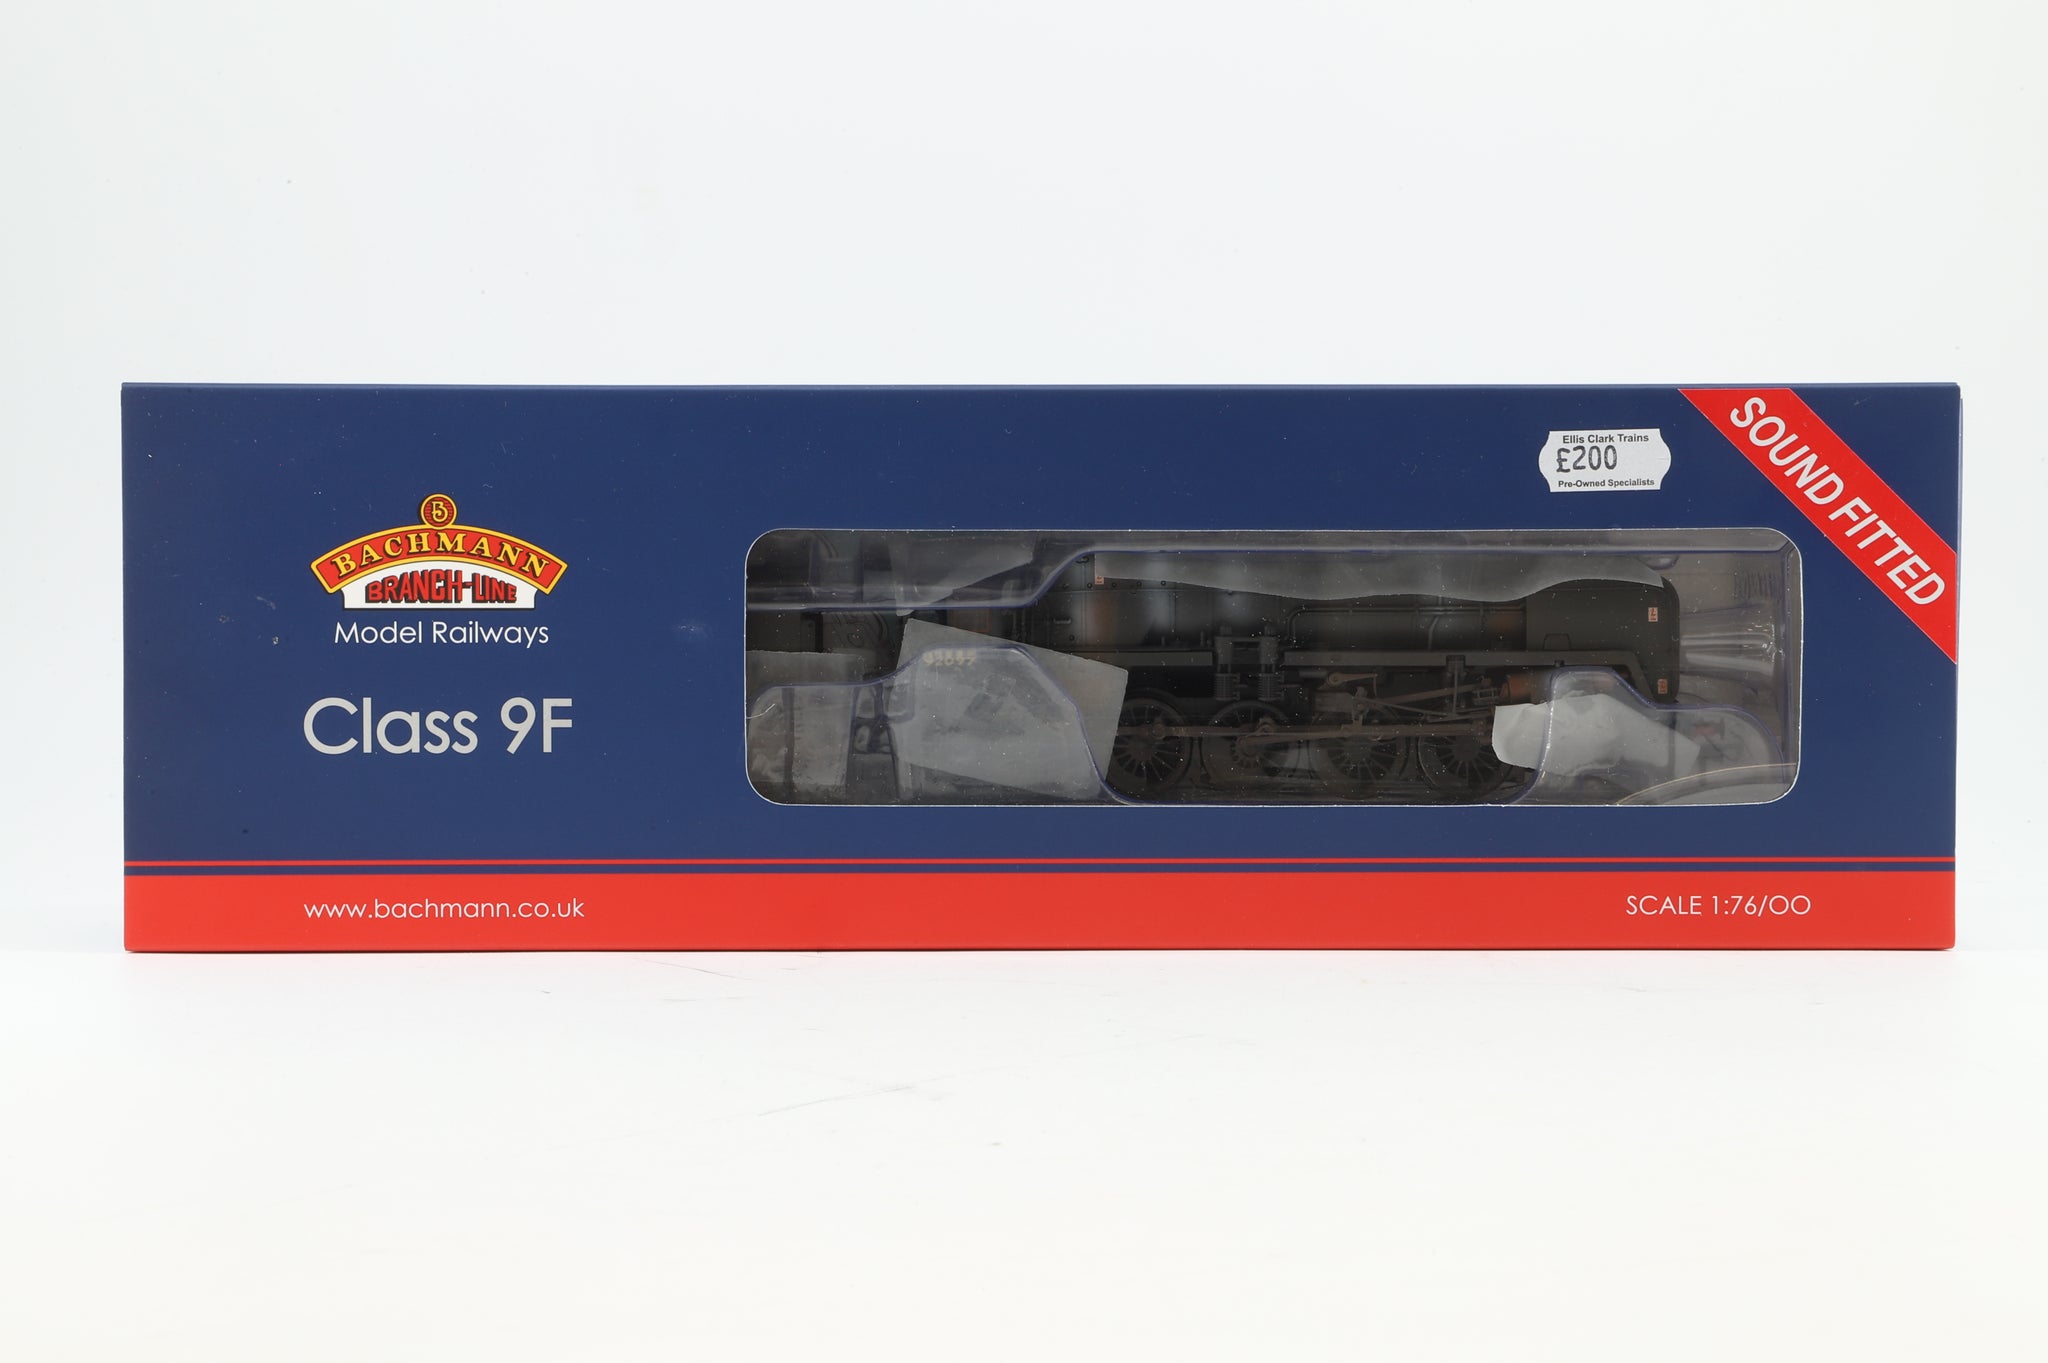 SOUND FITTED
Ellis Clark Trains
£200
Pre-Owned Specialists
B
BACHMANN
BRANCH-LINE
Model Railways
Class 9F
www.bachmann.co.uk
SCALE 1:76/OO